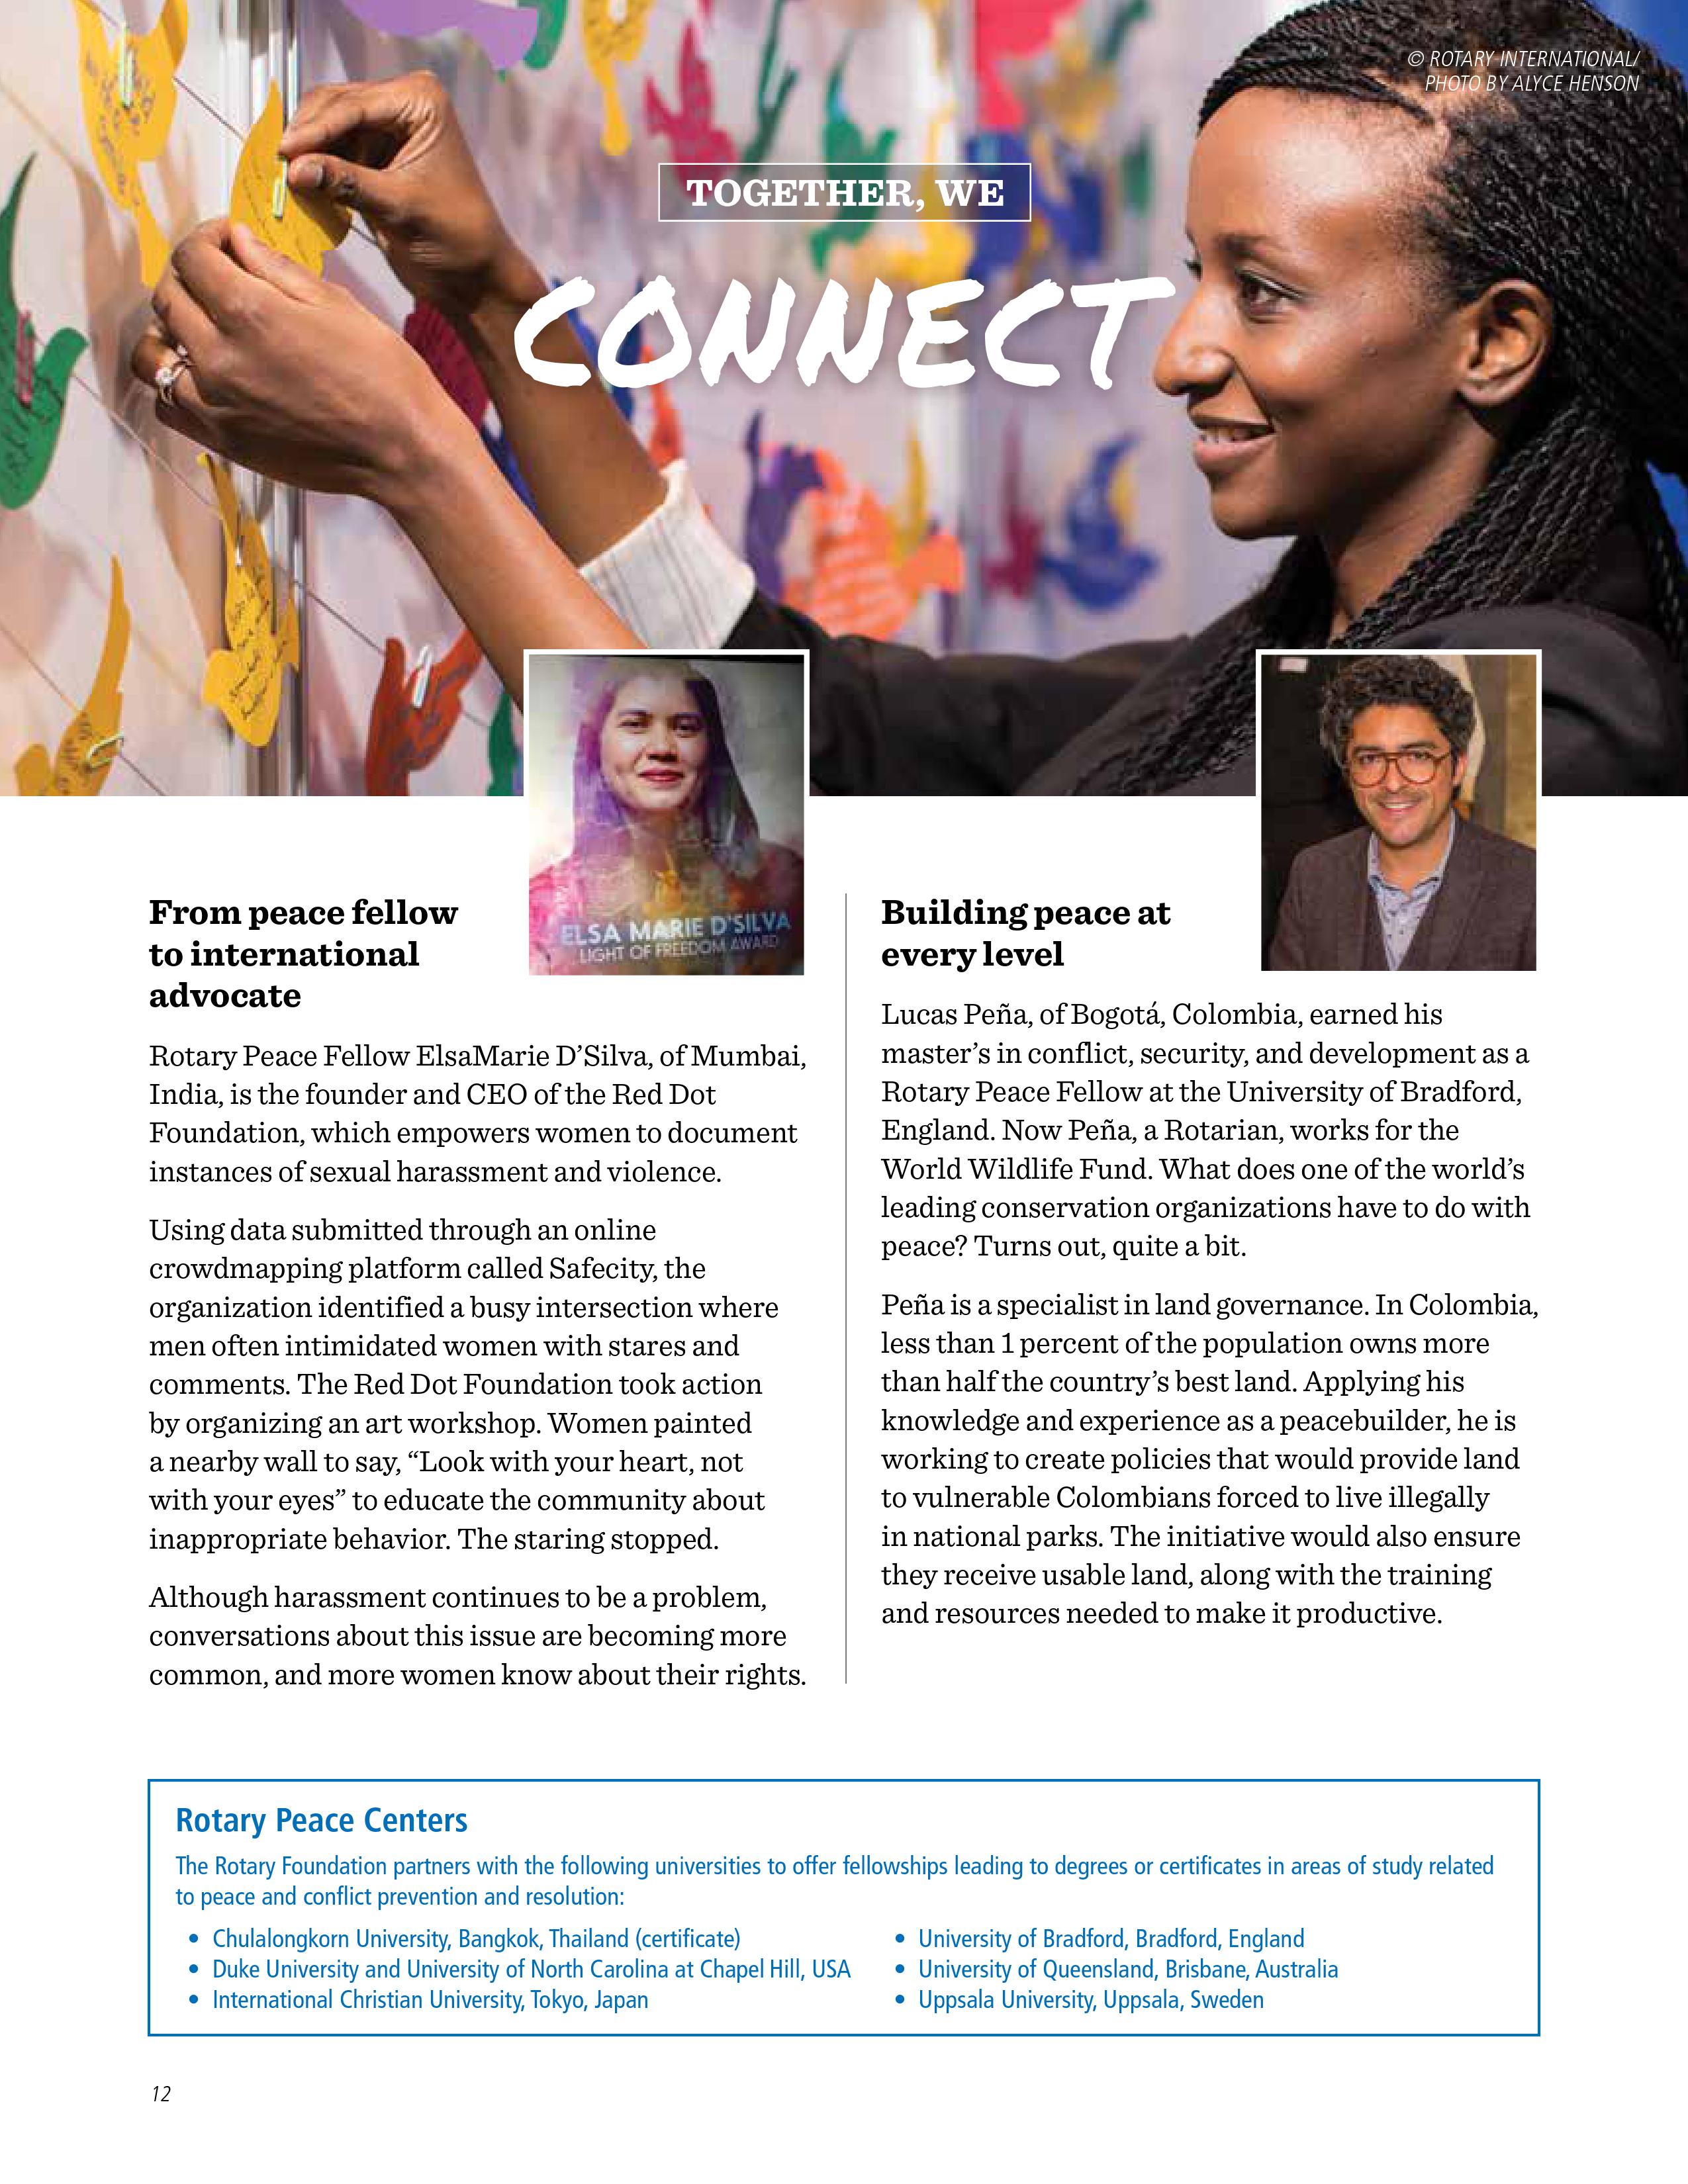 © ROTARY INTERNATIONAL/
PHOTO BY ALYCE HENSON
TOGETHER, WE
CONNECT
ELSA MARIE D'SILVA
LIGHT OF FREEDOM AWARD
From peace fellow
to international
advocate
Rotary Peace Fellow ElsaMarie D’Silva, of Mumbai,
India, is the founder and CEO of the Red Dot
Foundation, which empowers women to document
instances of sexual harassment and violence.
Using data submitted through an online
crowdmapping platform called Safecity, the
organization identified a busy intersection where
men often intimidated women with stares and
comments. The Red Dot Foundation took action
by organizing an art workshop. Women painted
a nearby wall to say, “Look with your heart, not
with your eyes” to educate the community about
inappropriate behavior. The staring stopped.
Although harassment continues to be a problem,
conversations about this issue are becoming more
common, and more women know about their rights.
Building peace at
every level
Lucas Peña, of Bogotá, Colombia, earned his
master’s in conflict, security, and development as a
Rotary Peace Fellow at the University of Bradford,
England. Now Peña, a Rotarian, works for the
World Wildlife Fund. What does one of the world’s
leading conservation organizations have to do with
peace? Turns out, quite a bit.
Peña is a specialist in land governance. In Colombia,
less than 1 percent of the population owns more
than half the country’s best land. Applying his
knowledge and experience as a peacebuilder, he is
working to create policies that would provide land
to vulnerable Colombians forced to live illegally
in national parks. The initiative would also ensure
they receive usable land, along with the training
and resources needed to make it productive.
Rotary Peace Centers
The Rotary Foundation partners with the following universities to offer fellowships leading to degrees or certificates in areas of study related
to peace and conflict prevention and resolution:
• Chulalongkorn University, Bangkok, Thailand (certificate)
• Duke University and University of North Carolina at Chapel Hill, USA
• International Christian University, Tokyo, Japan
• University of Bradford, Bradford, England
• University of Queensland, Brisbane, Australia
• Uppsala University, Uppsala, Sweden
12